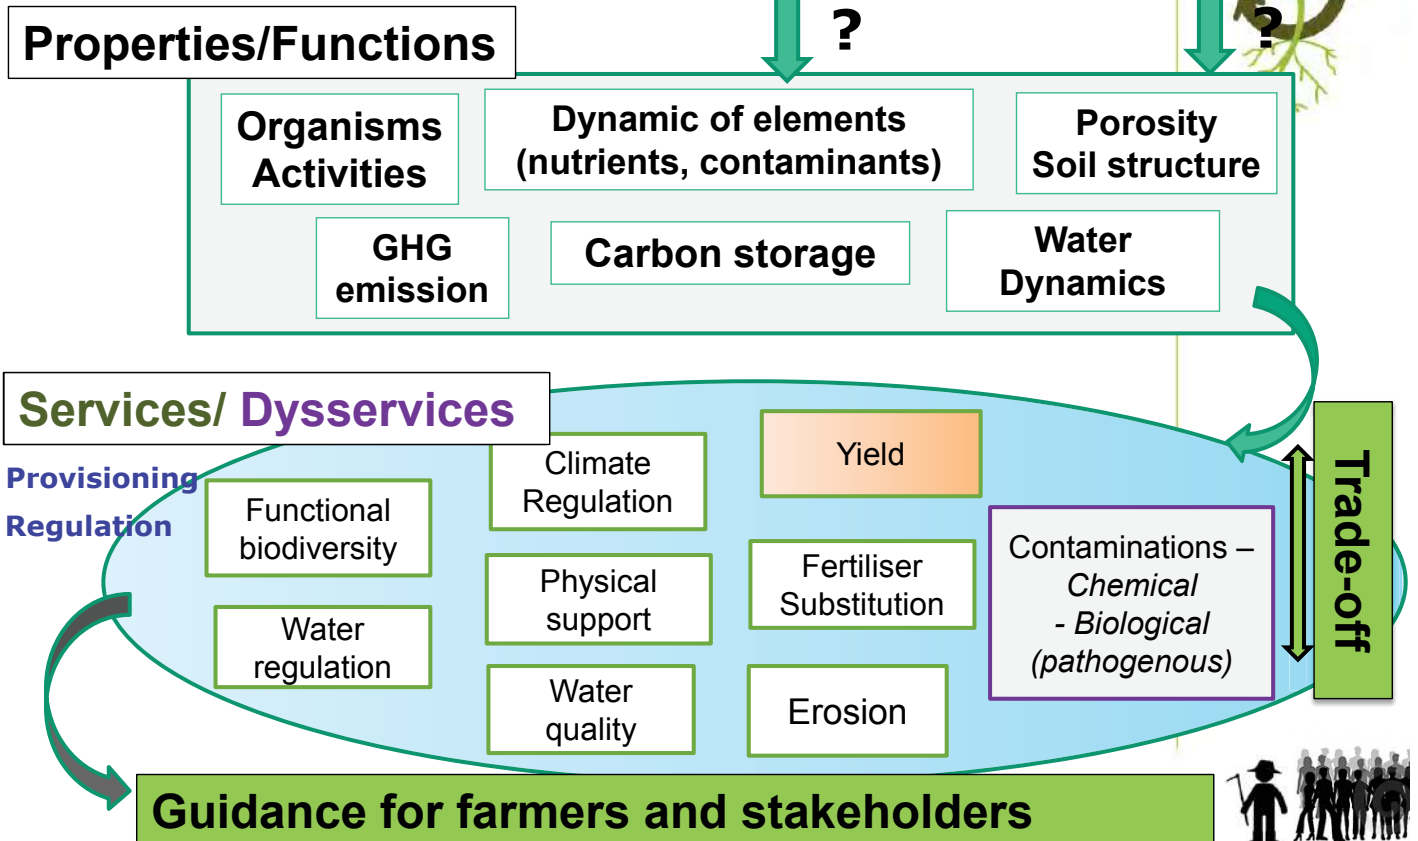 ?
?
Properties/Functions
Organisms
Activities
Dynamic of elements
(nutrients, contaminants)
Porosity
Soil structure
GHG
emission
Carbon storage
Water
Dynamics
Services/ Dysservices
Provisioning
Regulation
Functional
biodiversity
Climate
Regulation
Yield
Water
regulation
Physical
support
Fertiliser
Substitution
Contaminations –
Chemical
- Biological
(pathogenous)
Water
quality
Erosion
Trade-off
Guidance for farmers and stakeholders